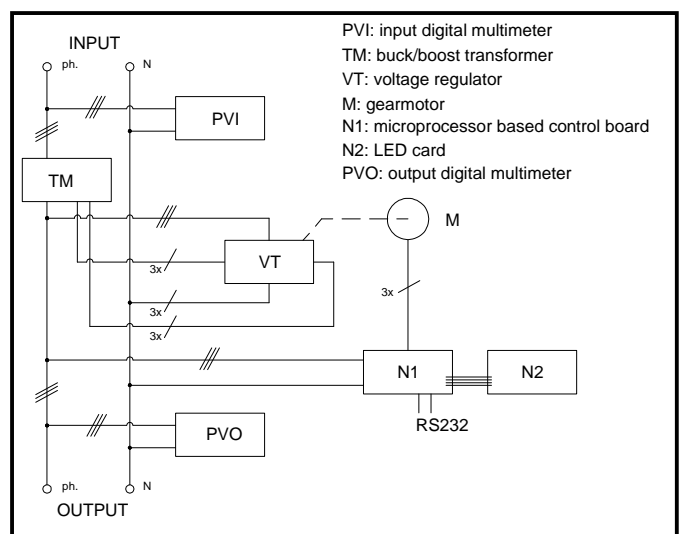 INPUT
ph.
N
PVI: input digital multimeter
TM: buck/boost transformer
VT: voltage regulator
M: gearmotor
N1: microprocessor based control board
N2: LED card
PVO: output digital multimeter
PVI
TM
M
VT
3x
3x
3x
3x
N1
N2
RS232
PVO
ph.
N
OUTPUT